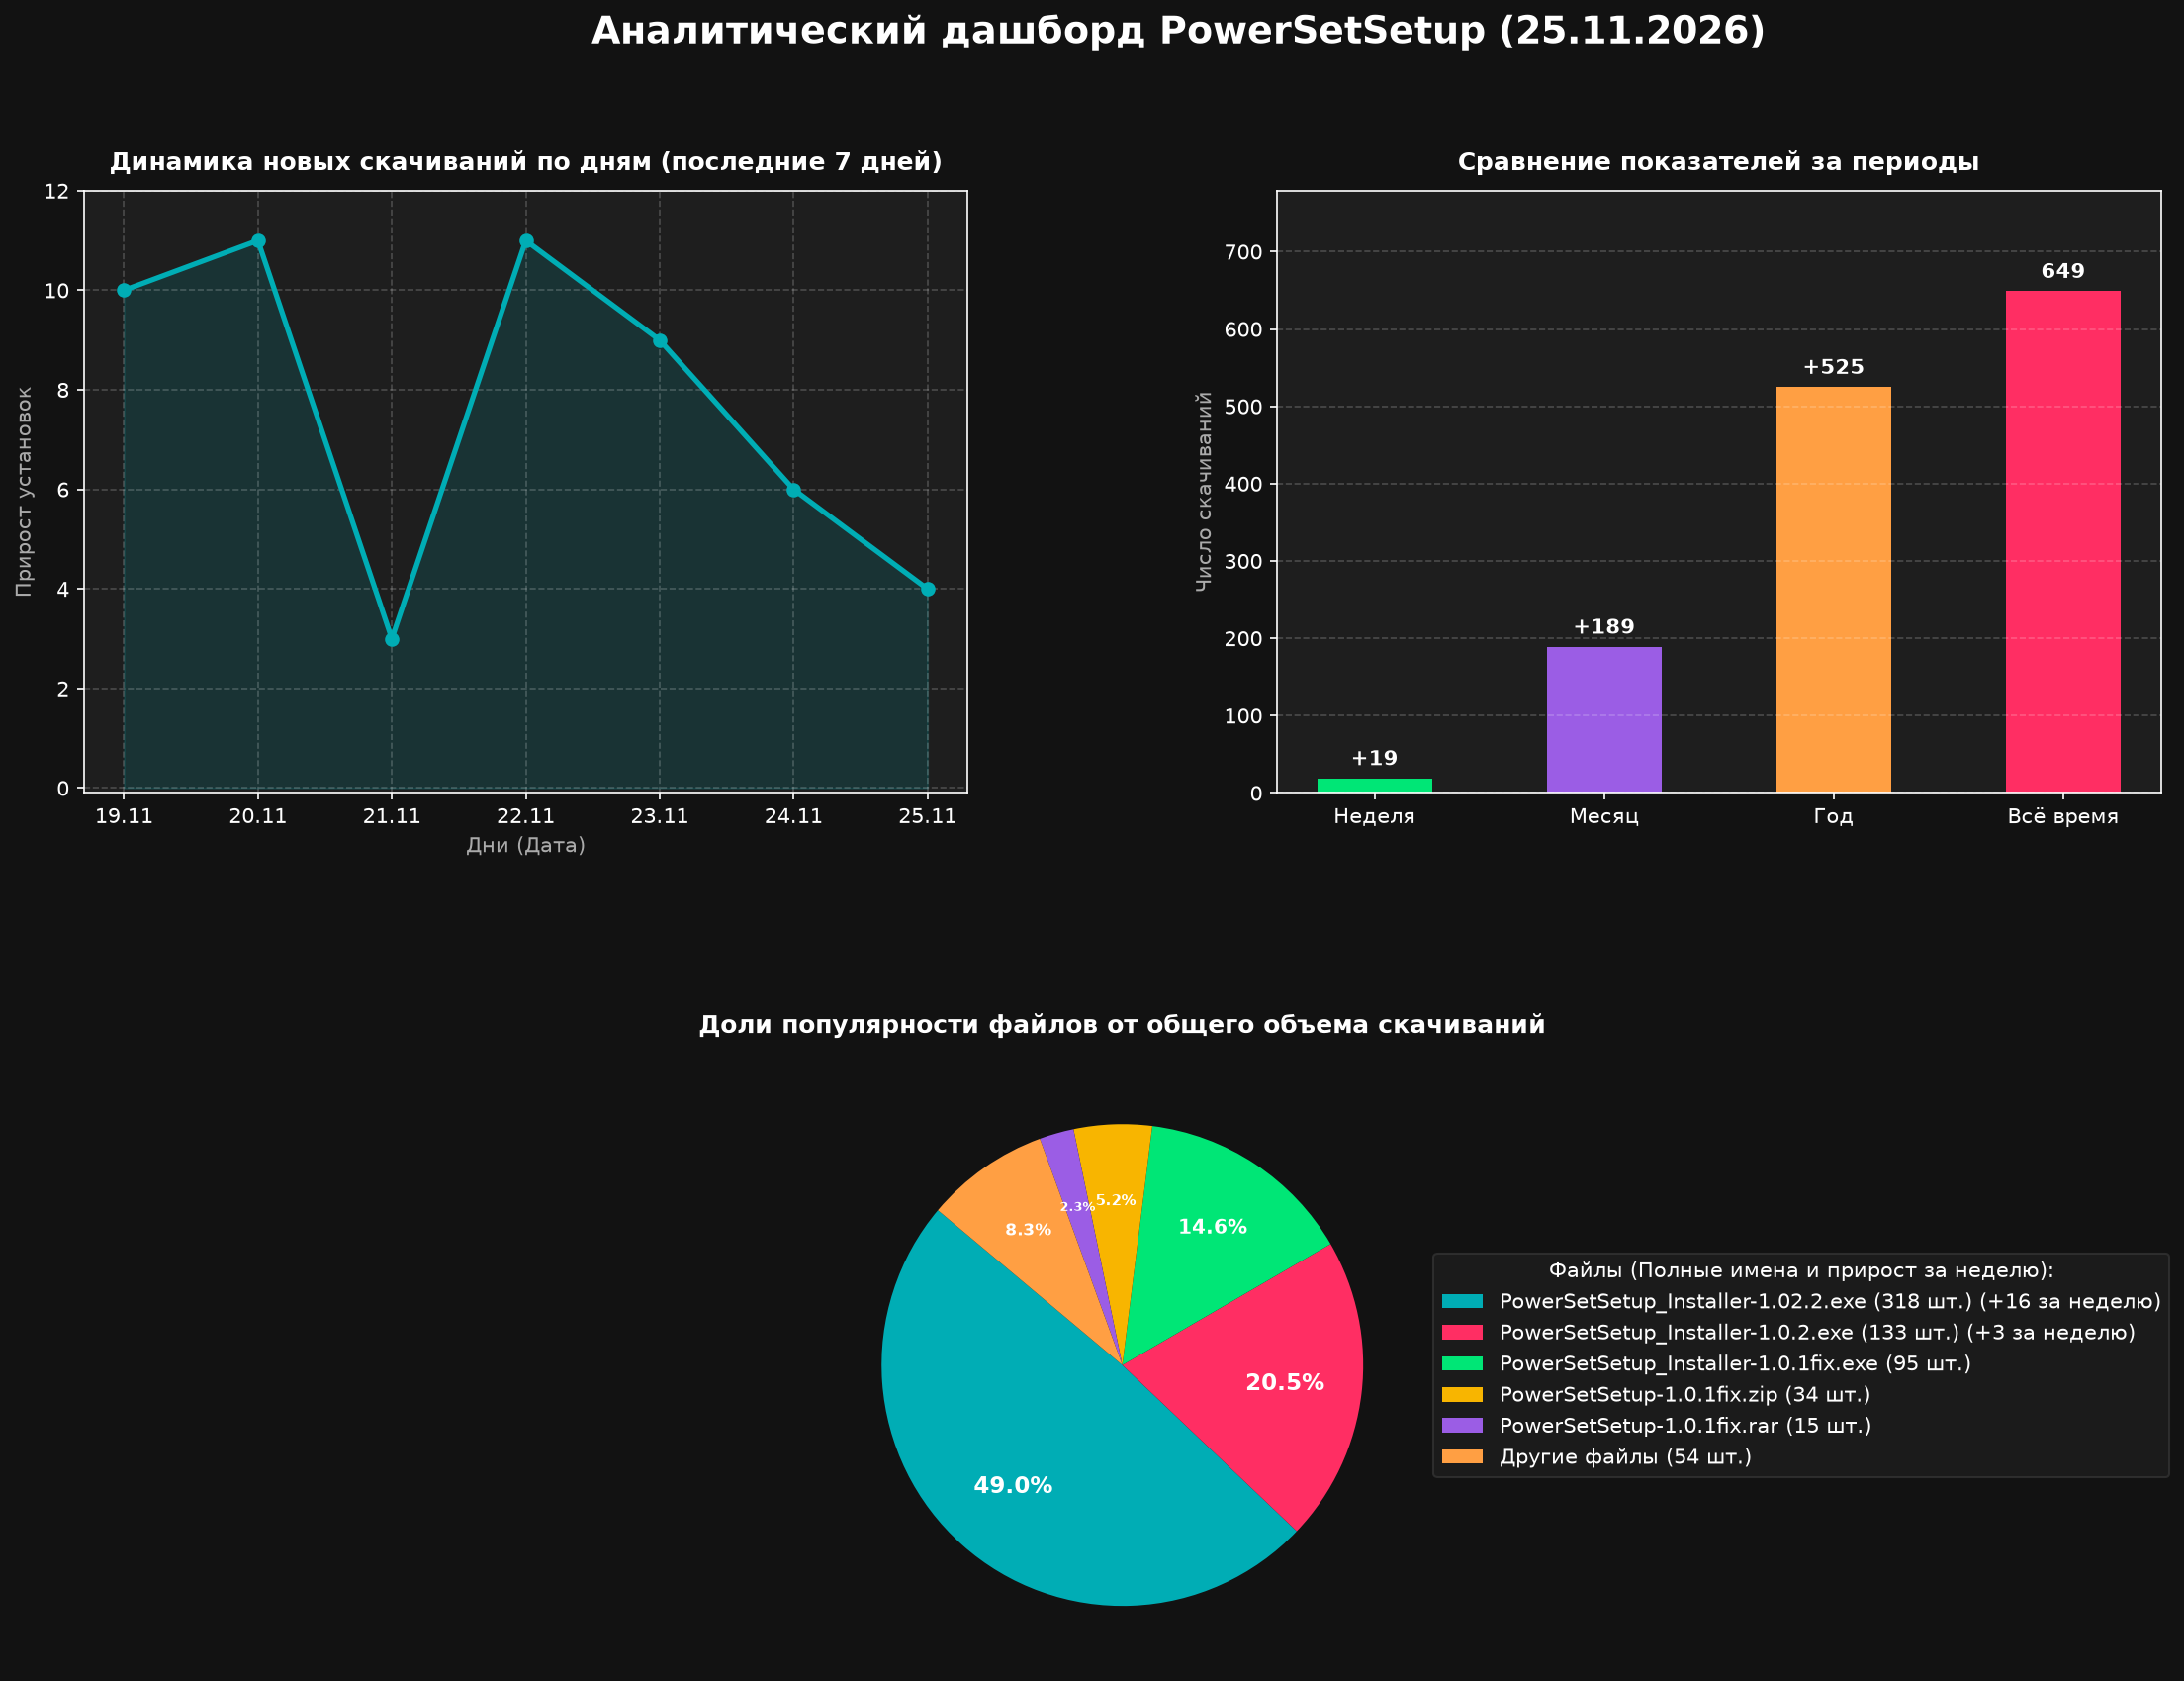 Аналитический дашборд PowerSetSetup (25.11.2026)
Динамика новых скачиваний по дням (последние 7 дней)
Прирост установок
12
10
8
6
4
2
0
19.11 20.11 21.11 22.11 23.11 24.11 25.11
Дни (Дата)
Сравнение показателей за периоды
Число скачиваний
700
600
500
400
300
200
100
0
+19
+189
+525
649
Неделя Месяц Год Всё время
Доли популярности файлов от общего объема скачиваний
49.0%
20.5%
14.6%
5.2%
2.3%
8.3%
Файлы (Полные имена и прирост за неделю):
PowerSetSetup_Installer-1.02.2.exe (318 шт.) (+16 за неделю)
PowerSetSetup_Installer-1.0.2.exe (133 шт.) (+3 за неделю)
PowerSetSetup_Installer-1.0.1fix.exe (95 шт.)
PowerSetSetup-1.0.1fix.zip (34 шт.)
PowerSetSetup-1.0.1fix.rar (15 шт.)
Другие файлы (54 шт.)